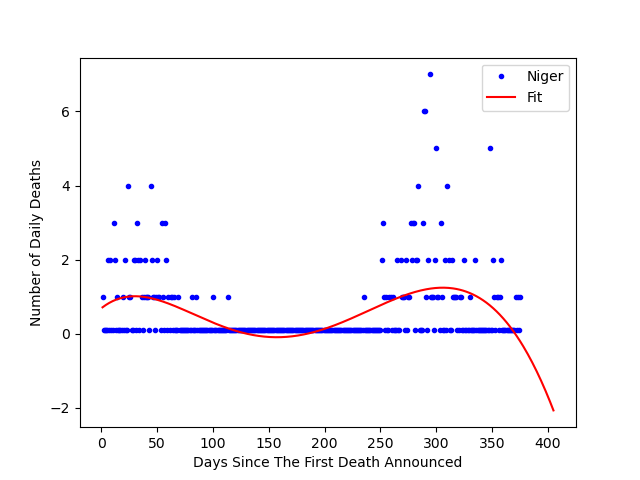 Niger
Fit
6
4
2
0
−2
Number of Daily Deaths
0 50 100 150 200 250 300 350 400
Days Since The First Death Announced